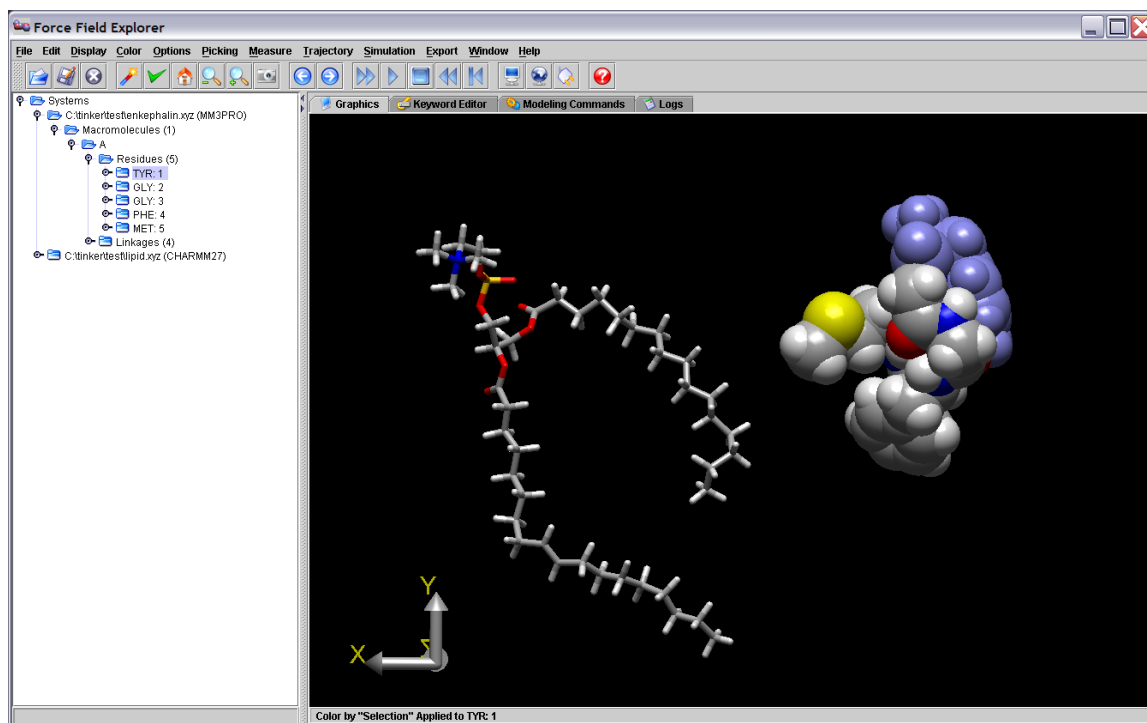 Force Field Explorer
File Edit Display Color Options Picking Measure Trajectory Simulation Export Window Help
Systems
C:\tinker\test\enkephalin.xyz (MM3PRO)
Macromolecules (1)
A
Residues (5)
TYR: 1
GLY: 2
GLY: 3
PHE: 4
MET: 5
Linkages (4)
C:\tinker\test\lipid.xyz (CHARMM27)
Graphics Keyword Editor Modeling Commands Logs
Y
X
Z
Color by "Selection" Applied to TYR: 1